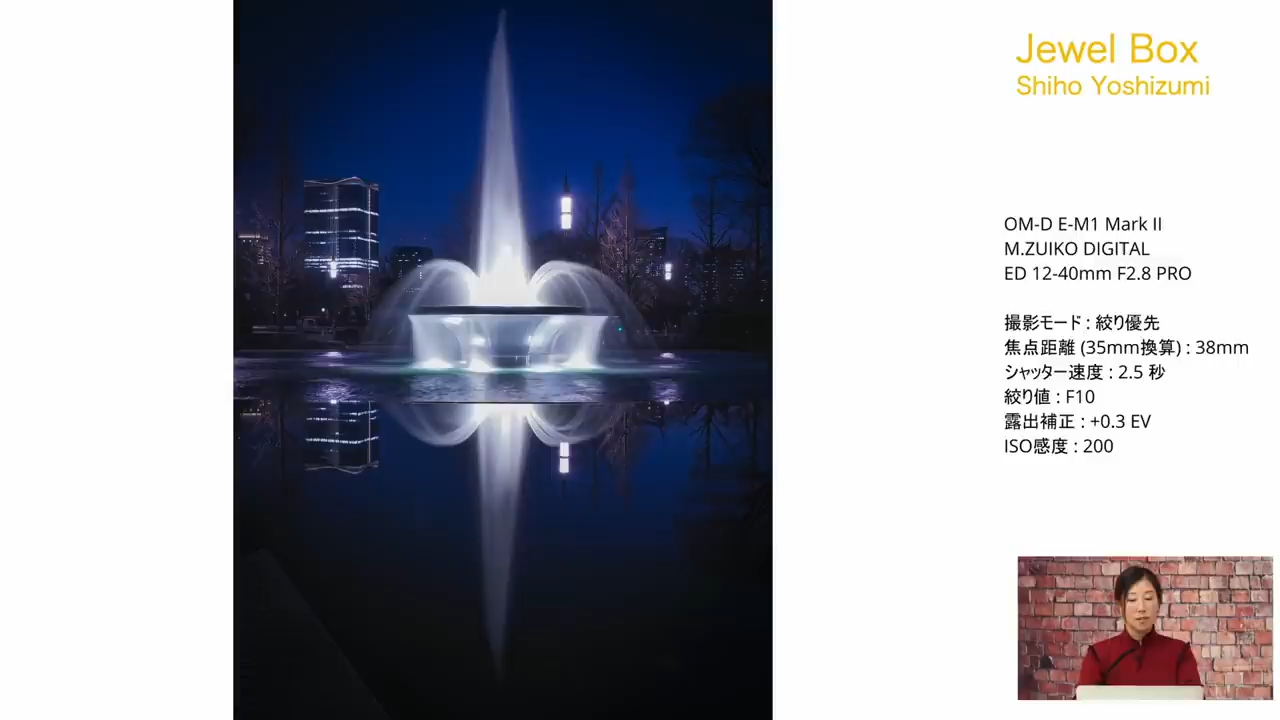 Jewel Box
Shiho Yoshizumi
OM-D E-M1 Mark II
M.ZUIKO DIGITAL
ED 12-40mm F2.8 PRO
撮影モード : 絞り優先
焦点距離 (35mm換算) : 38mm
シャッター速度 : 2.5 秒
絞り値 : F10
露出補正 : +0.3 EV
ISO感度 : 200